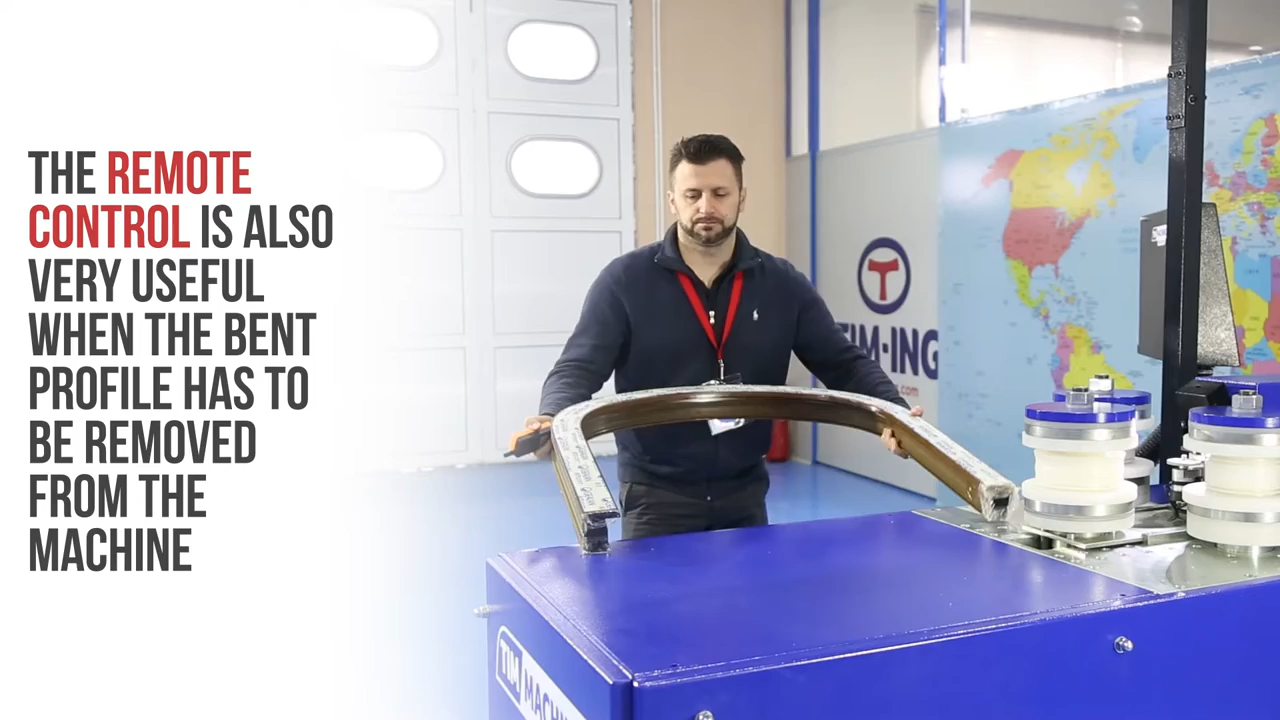 THE REMOTE
CONTROL IS ALSO
VERY USEFUL
WHEN THE BENT
PROFILE HAS TO
BE REMOVED
FROM THE
MACHINE
T
TIM-ING
.com
TIM